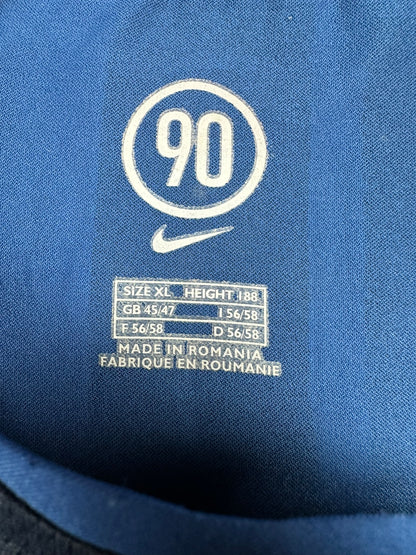 90
SIZE XL HEIGHT 188
GB 45/47 I 56/58
F 56/58 D 56/58
MADE IN ROMANIA
FABRIQUE EN ROUMANIE